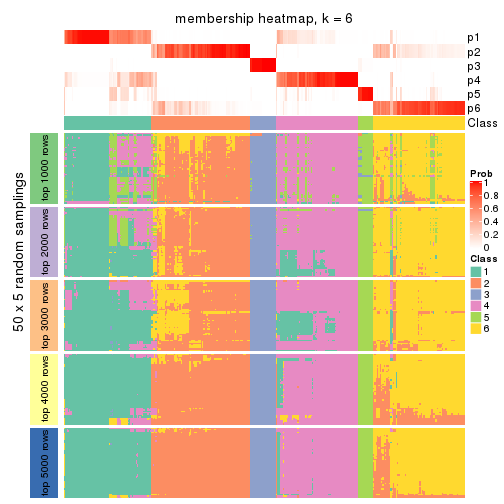 membership heatmap, k = 6
p1
p2
p3
p4
p5
p6
Class
50 x 5 random samplings
top 1000 rows
top 2000 rows
top 3000 rows
top 4000 rows
top 5000 rows
Prob
1
0.8
0.6
0.4
0.2
0
Class
1
2
3
4
5
6